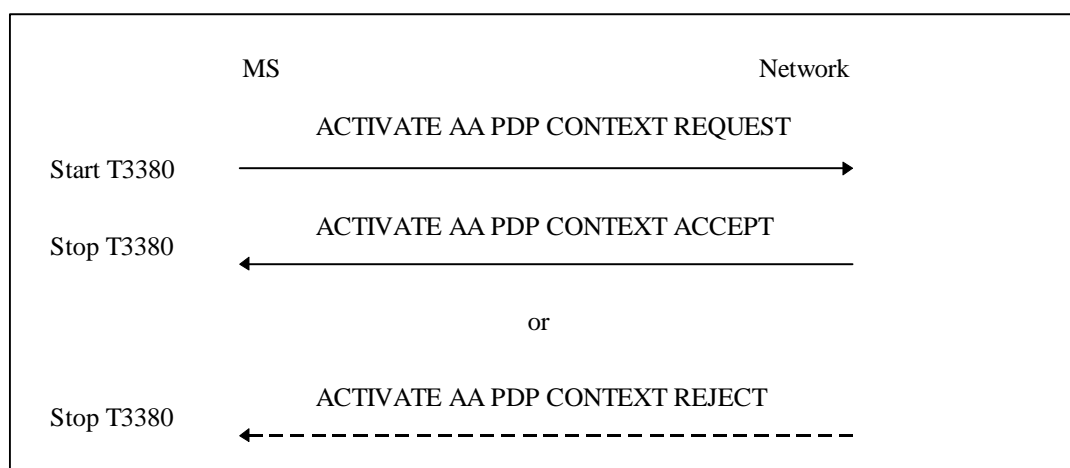 MS Network
ACTIVATE AA PDP CONTEXT REQUEST
Start T3380
ACTIVATE AA PDP CONTEXT ACCEPT
Stop T3380
or
ACTIVATE AA PDP CONTEXT REJECT
Stop T3380